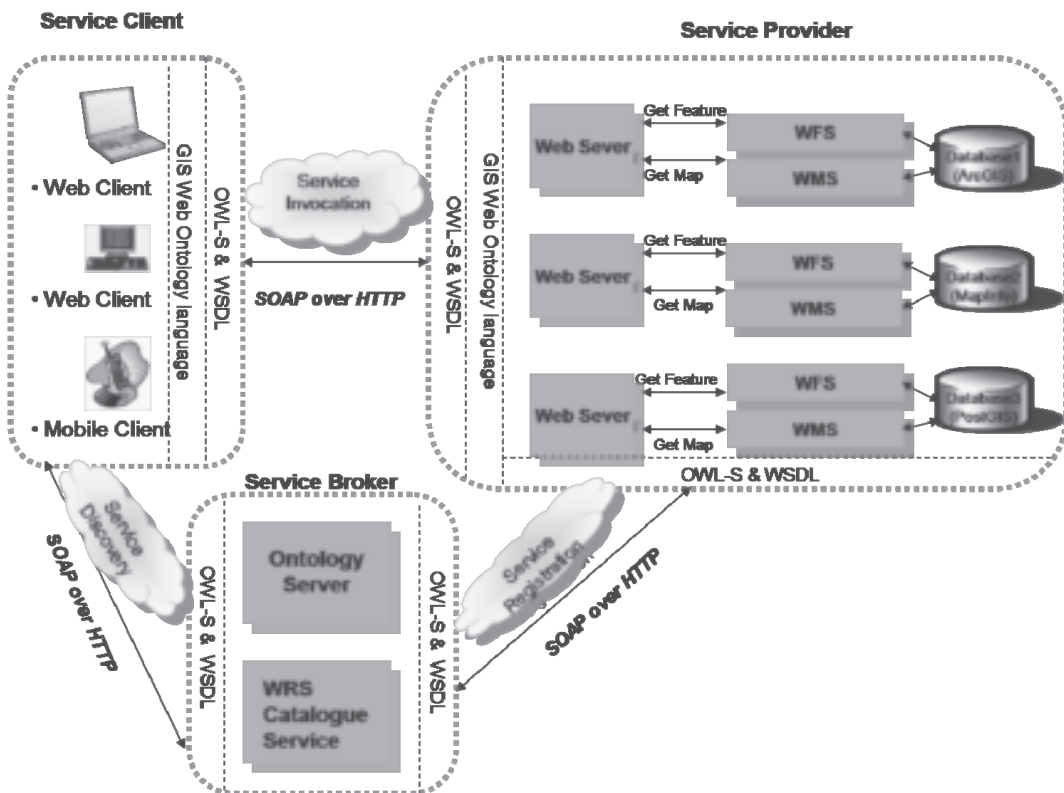 Service Client
Service Provider
• Web Client
• Web Client
• Mobile Client
GIS Web Ontology language
OWL-S & WSDL
Service
Invocation
SOAP over HTTP
OWL-S & WSDL
GIS Web Ontology language
Web Sever
Get Feature
Get Map
WFS
WMS
Database1
(ArcGIS)
Web Sever
Get Feature
Get Map
WFS
WMS
Database2
(MapInfo)
Web Sever
Get Feature
Get Map
WFS
WMS
Database3
(PostGIS)
OWL-S & WSDL
Service
Discovery
SOAP over HTTP
Service Broker
OWL-S & WSDL
Ontology
Server
WRS
Catalogue
Service
OWL-S & WSDL
Service
Registration
SOAP over HTTP